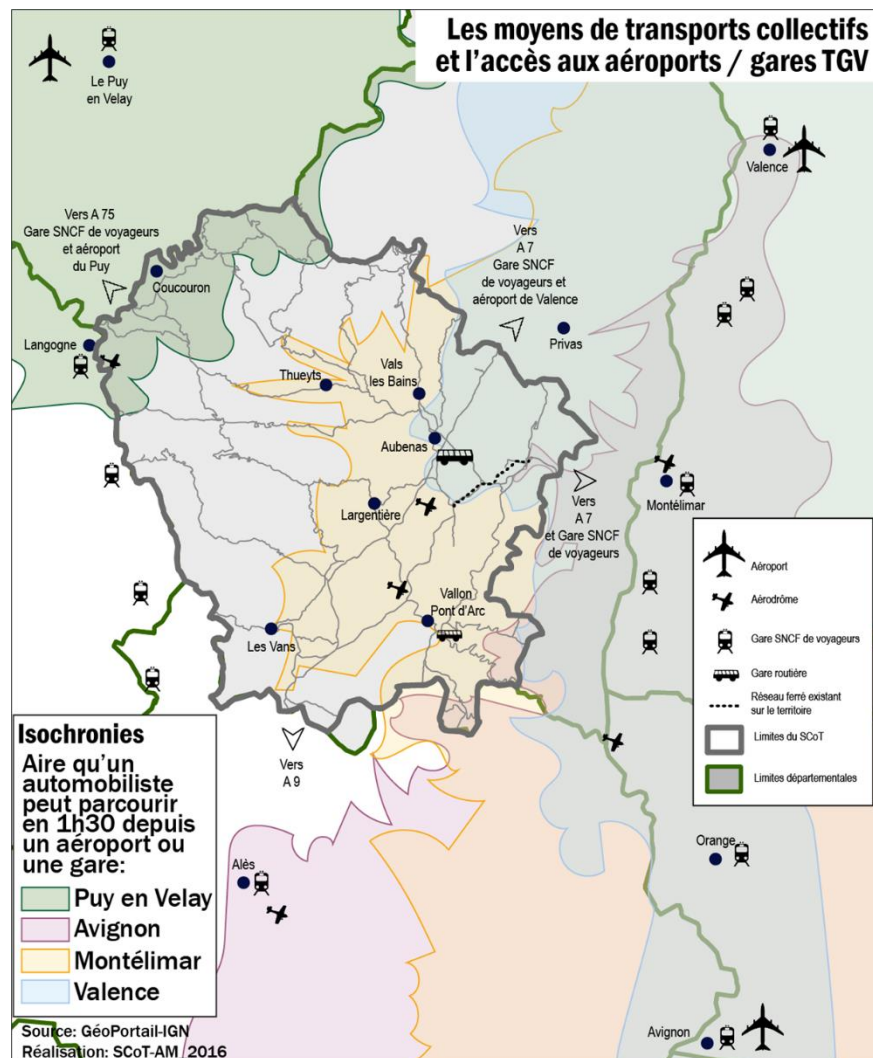 Les moyens de transports collectifs
et l'accès aux aéroports / gares TGV
Le Puy
en Velay
Valence
Vers A 75
Gare SNCF de voyageurs
et aéroport
du Puy
Coucouron
Vers
A 7
Gare SNCF
de voyageurs et
aéroport de Valence
Privas
Langogne
Thueyts
Vals
les Bains
Aubenas
Largentière
Vers
A 7
et Gare SNCF
de voyageurs
Montélimar
Vallon
Pont d'Arc
Les Vans
Vers
A 9
Aéroport
Aérodrôme
Gare SNCF de voyageurs
Gare routière
Réseau ferré existant
sur le territoire
Limites du SCoT
Limites départementales
Isochronies
Aire qu'un
automobiliste
peut parcourir
en 1h30 depuis
un aéroport ou
une gare:
Puy en Velay
Avignon
Montélimar
Valence
Source: GéoPortail-IGN
Réalisation: SCoT-AM 2016
Alès
Orange
Avignon